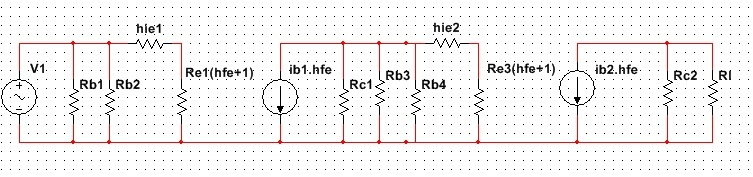 hie1
hie2
V1
Rb1
Rb2
Re1(hfe+1)
ib1.hfe
Rc1
Rb3
Rb4
Re3(hfe+1)
ib2.hfe
Rc2
Rl